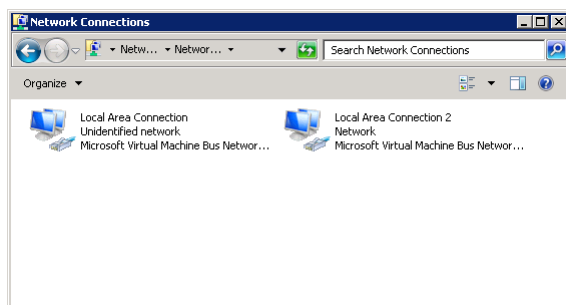 Network Connections
Netw... Networ...
Search Network Connections
Organize
Local Area Connection
Unidentified network
Microsoft Virtual Machine Bus Networ...
Local Area Connection 2
Network
Microsoft Virtual Machine Bus Networ...